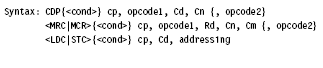 Syntax: CDP{<cond>} cp, opcode1, Cd, Cn {, opcode2}
<MRC|MCR>{<cond>} cp, opcode1, Rd, Cn, Cm {, opcode2}
<LDC|STC>{<cond>} cp, Cd, addressing